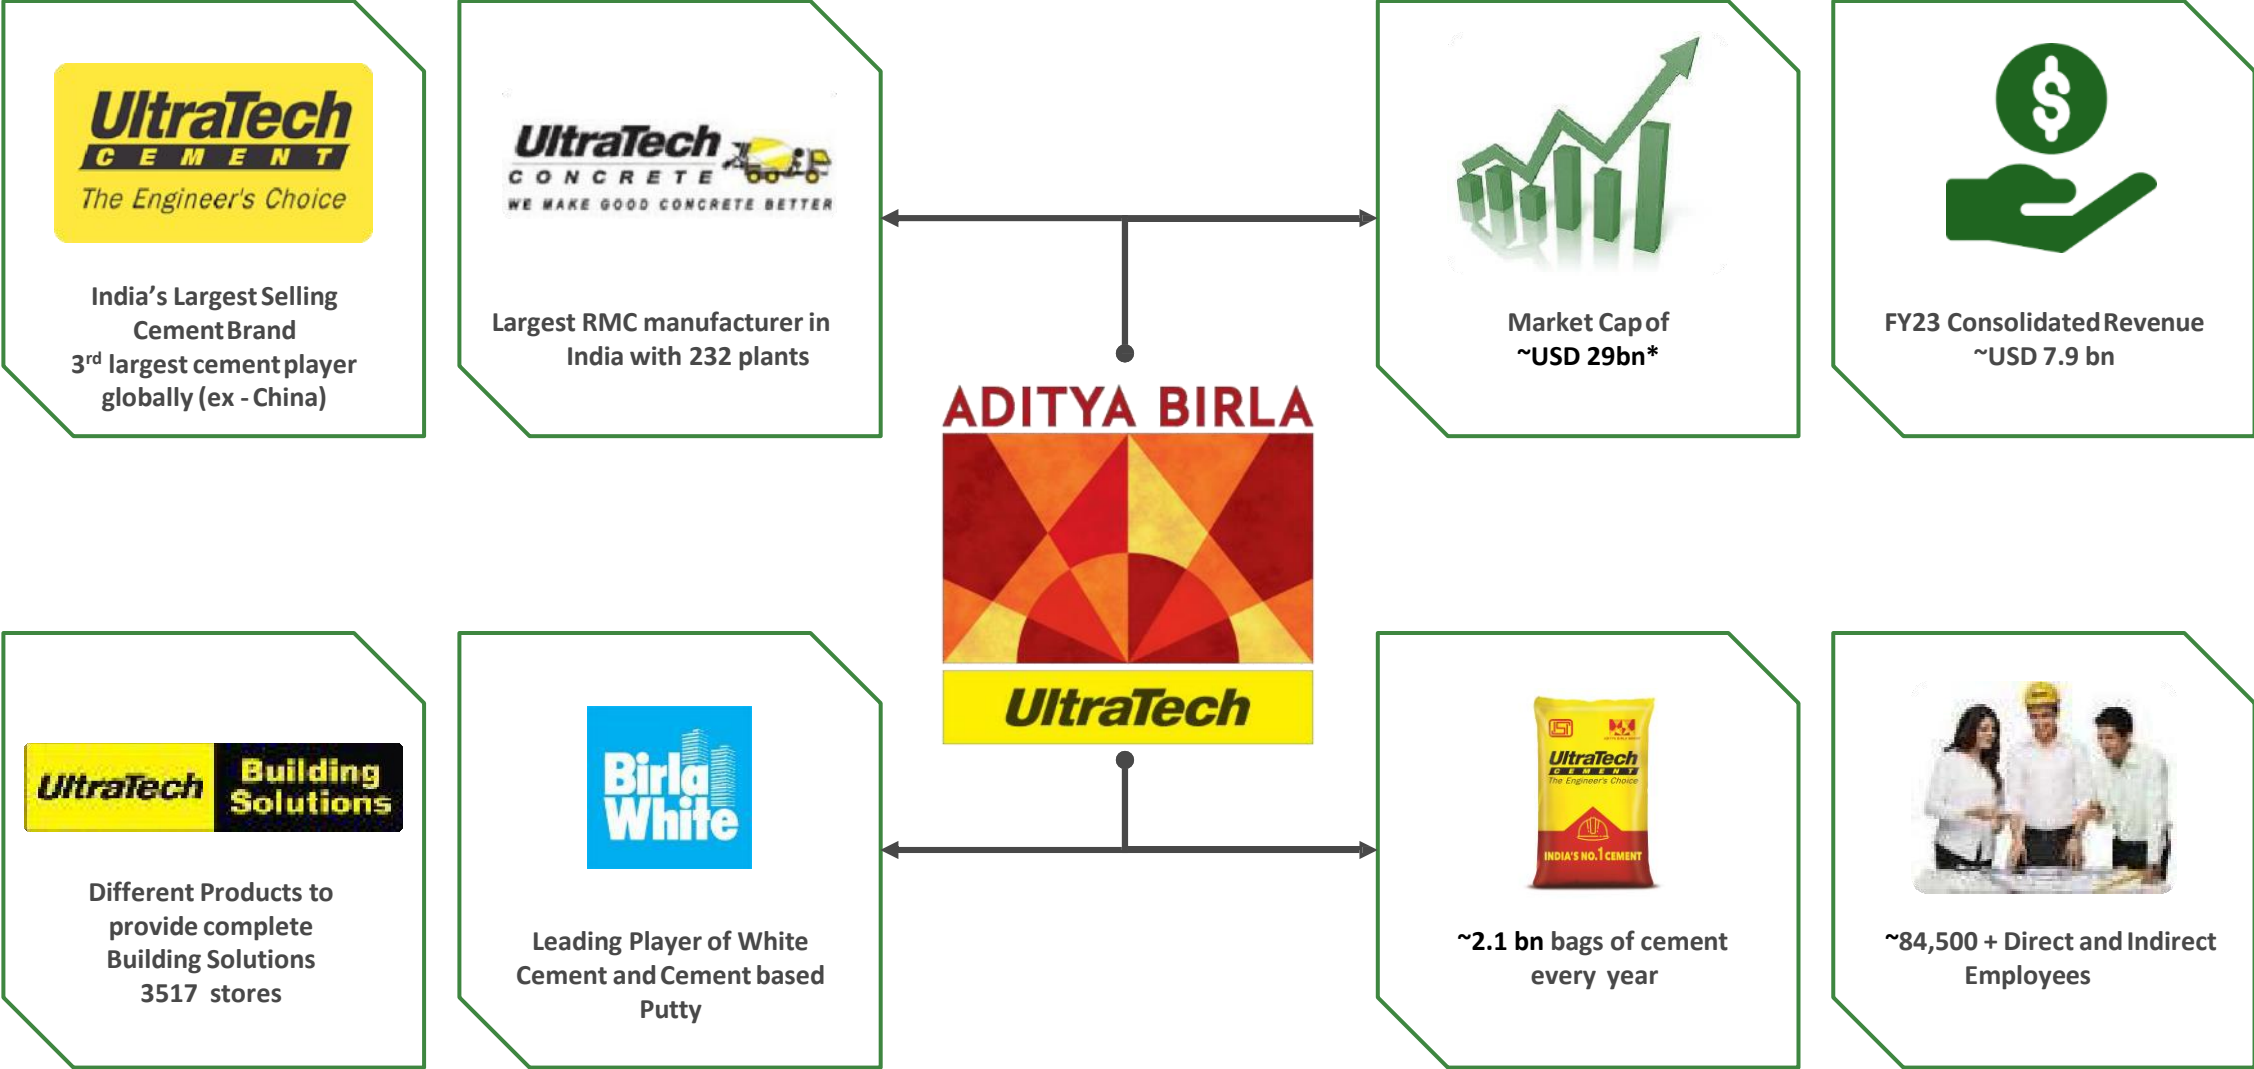 UltraTech
CEMENT
The Engineer's Choice
India’s Largest Selling
Cement Brand
3rd largest cement player
globally (ex - China)
UltraTech
CONCRETE
WE MAKE GOOD CONCRETE BETTER
Largest RMC manufacturer in
India with 232 plants
Market Cap of
~USD 29bn*
$
FY23 Consolidated Revenue
~USD 7.9 bn
ADITYA BIRLA
UltraTech
UltraTech
Building
Solutions
Different Products to
provide complete
Building Solutions
3517 stores
Birla
White
Leading Player of White
Cement and Cement based
Putty
ISI
UltraTech
CEMENT
The Engineer's Choice
INDIA'S NO.1 CEMENT
~2.1 bn bags of cement
every year
~84,500 + Direct and Indirect
Employees